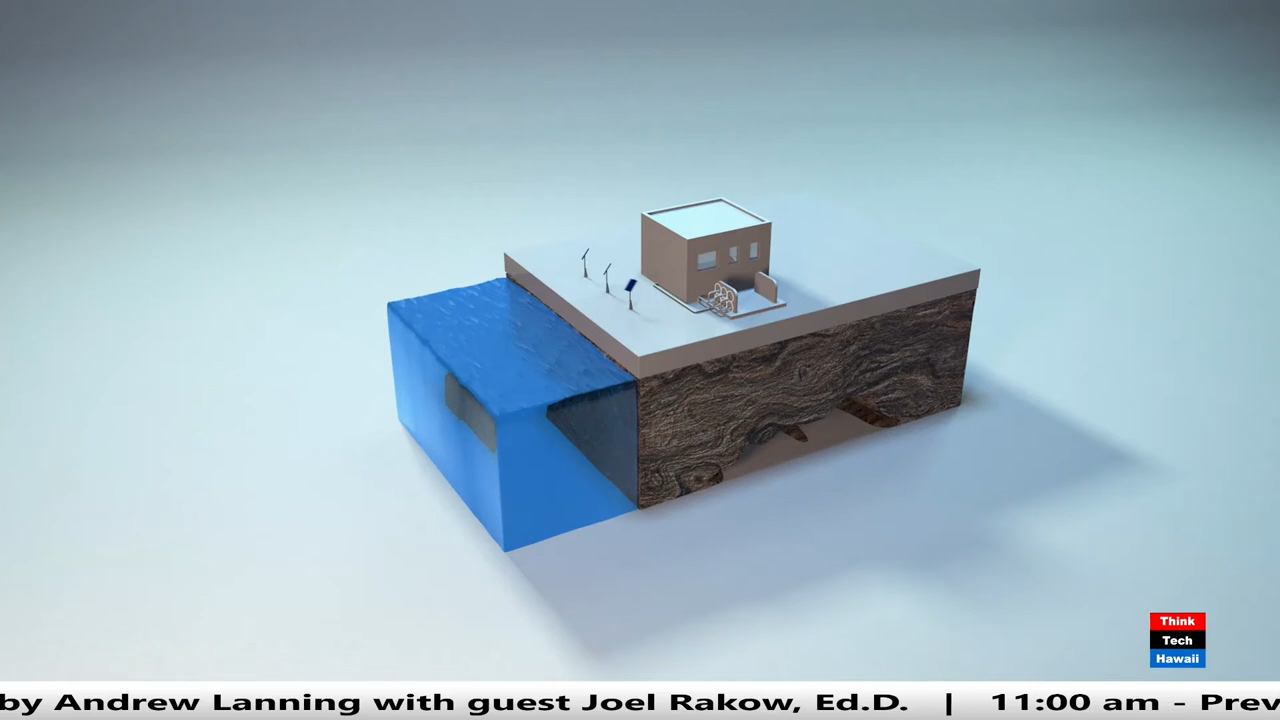 Think
Tech
Hawaii
by Andrew Lanning with guest Joel Rakow, Ed.D. | 11:00 am - Prev